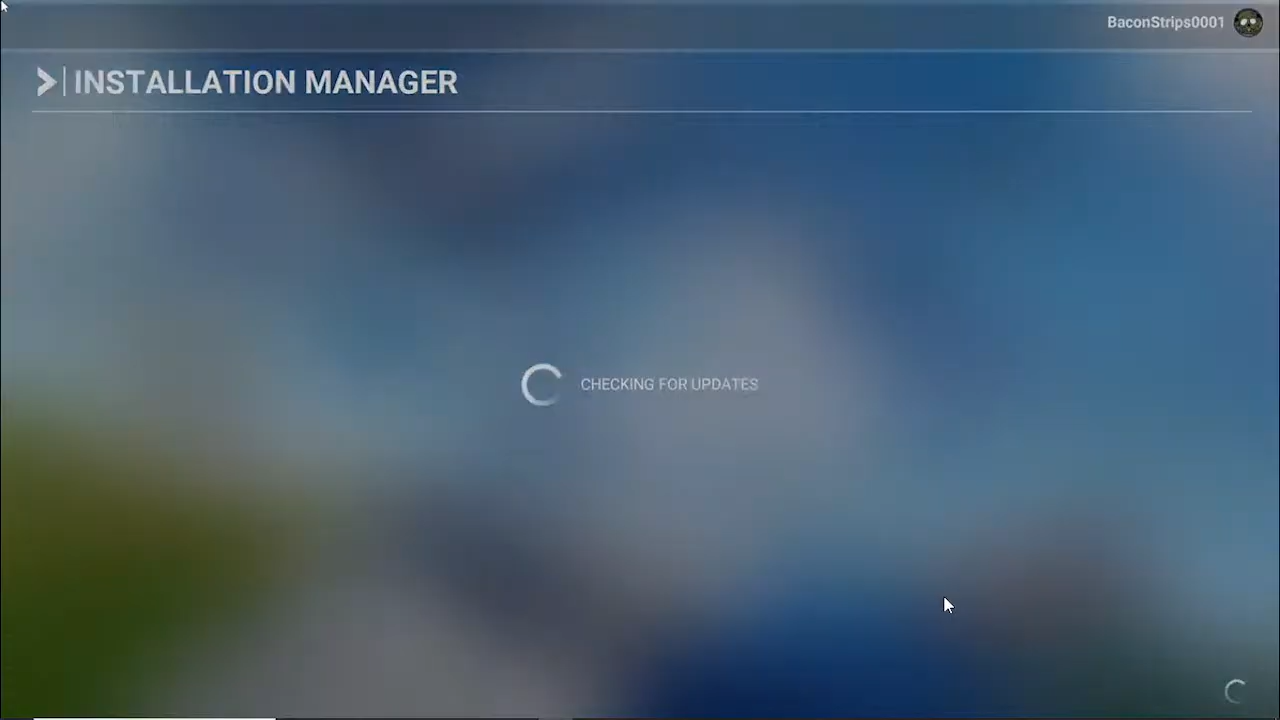 BaconStrips0001
INSTALLATION MANAGER
CHECKING FOR UPDATES